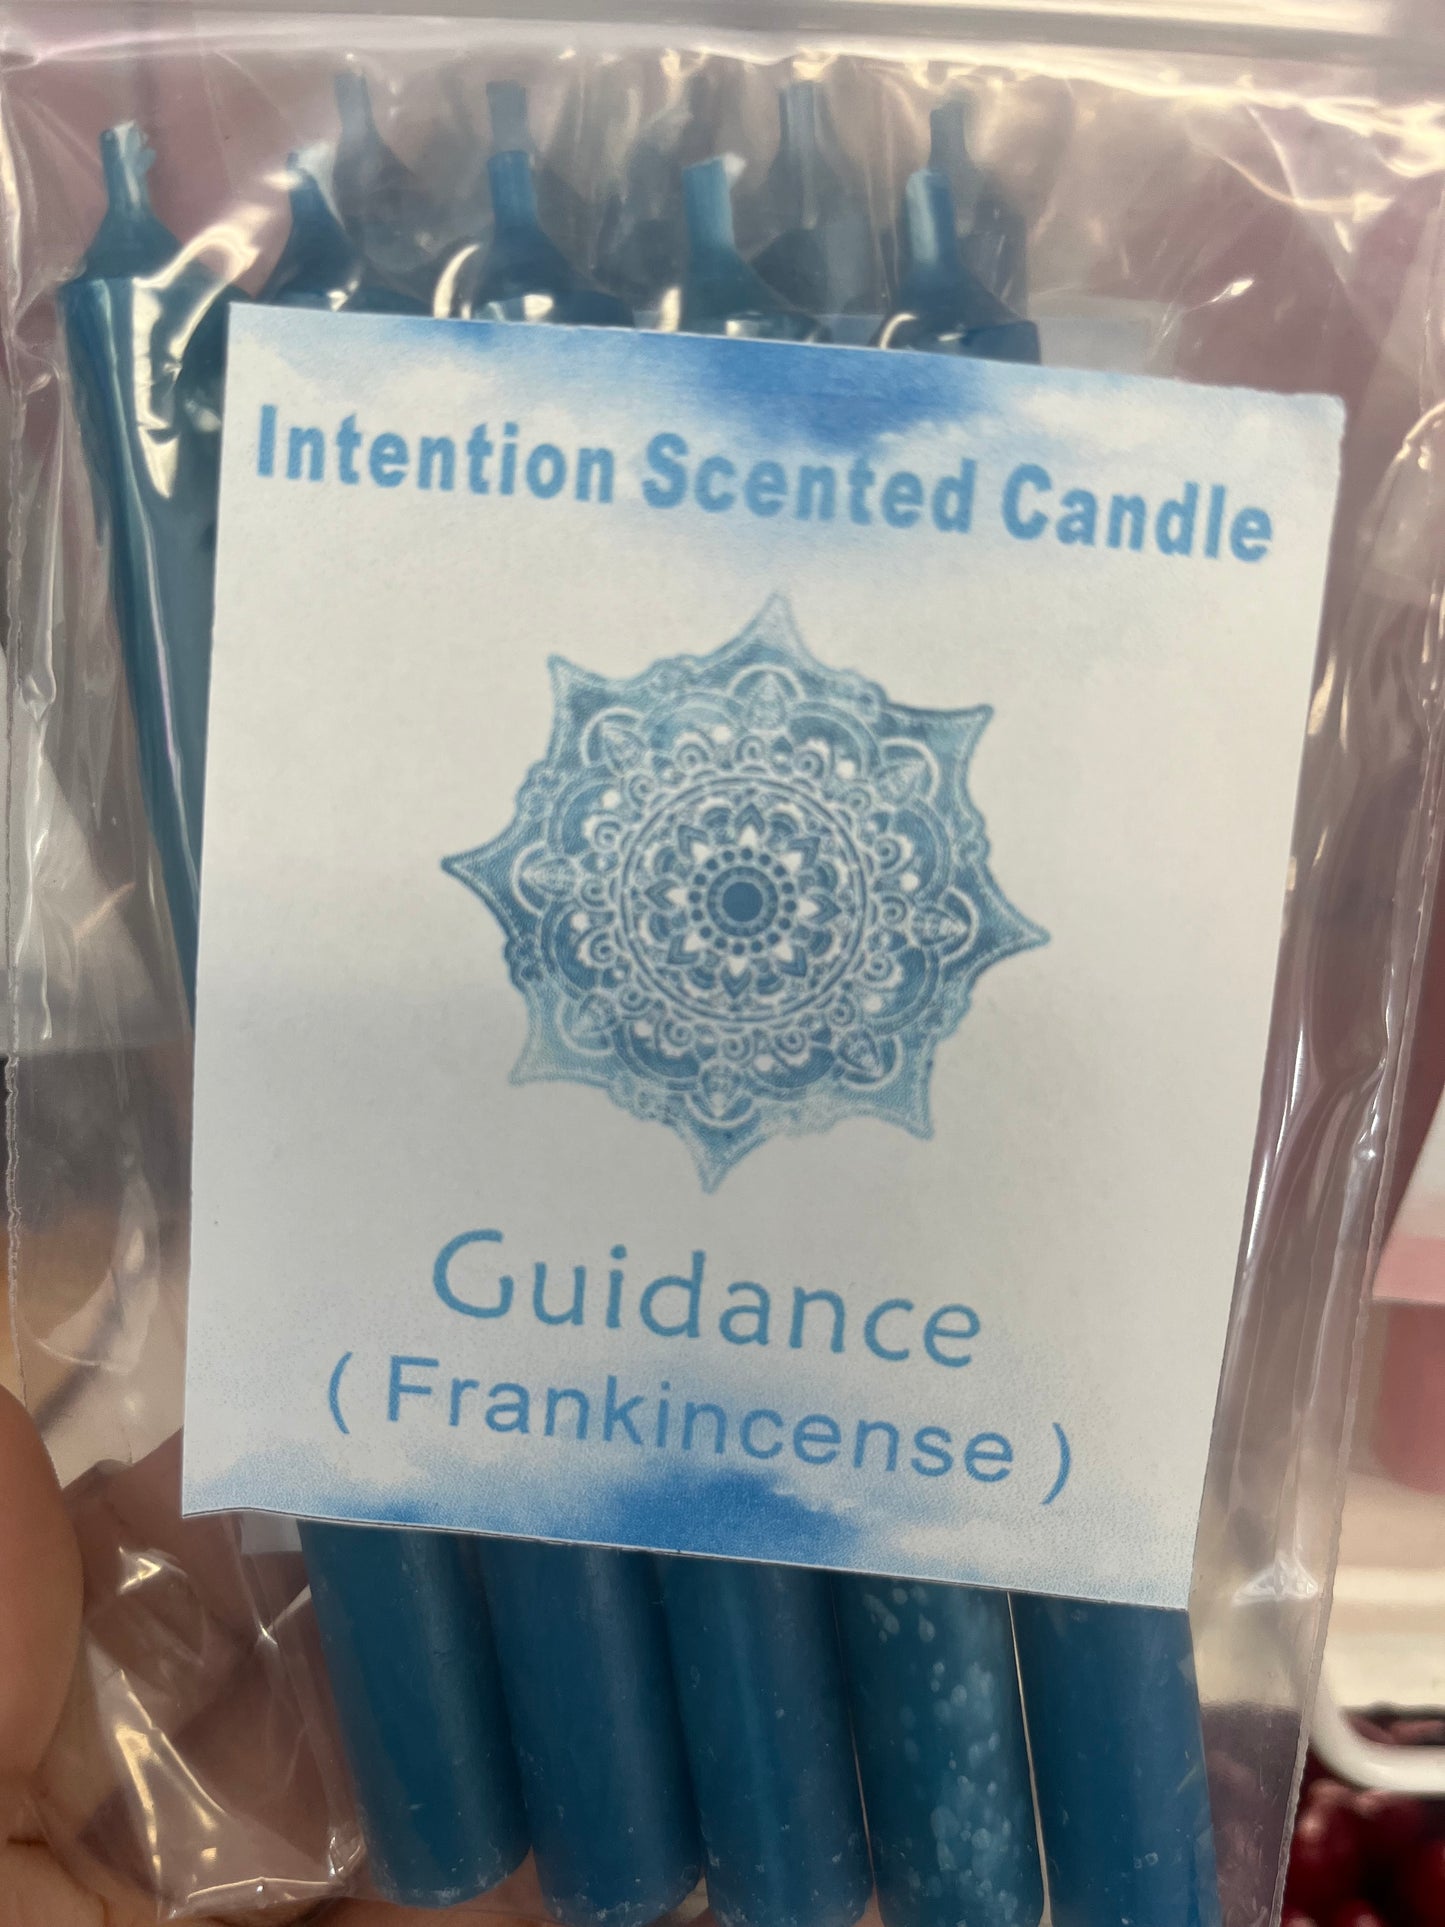 Intention Scented Candle
Guidance
( Frankincense )